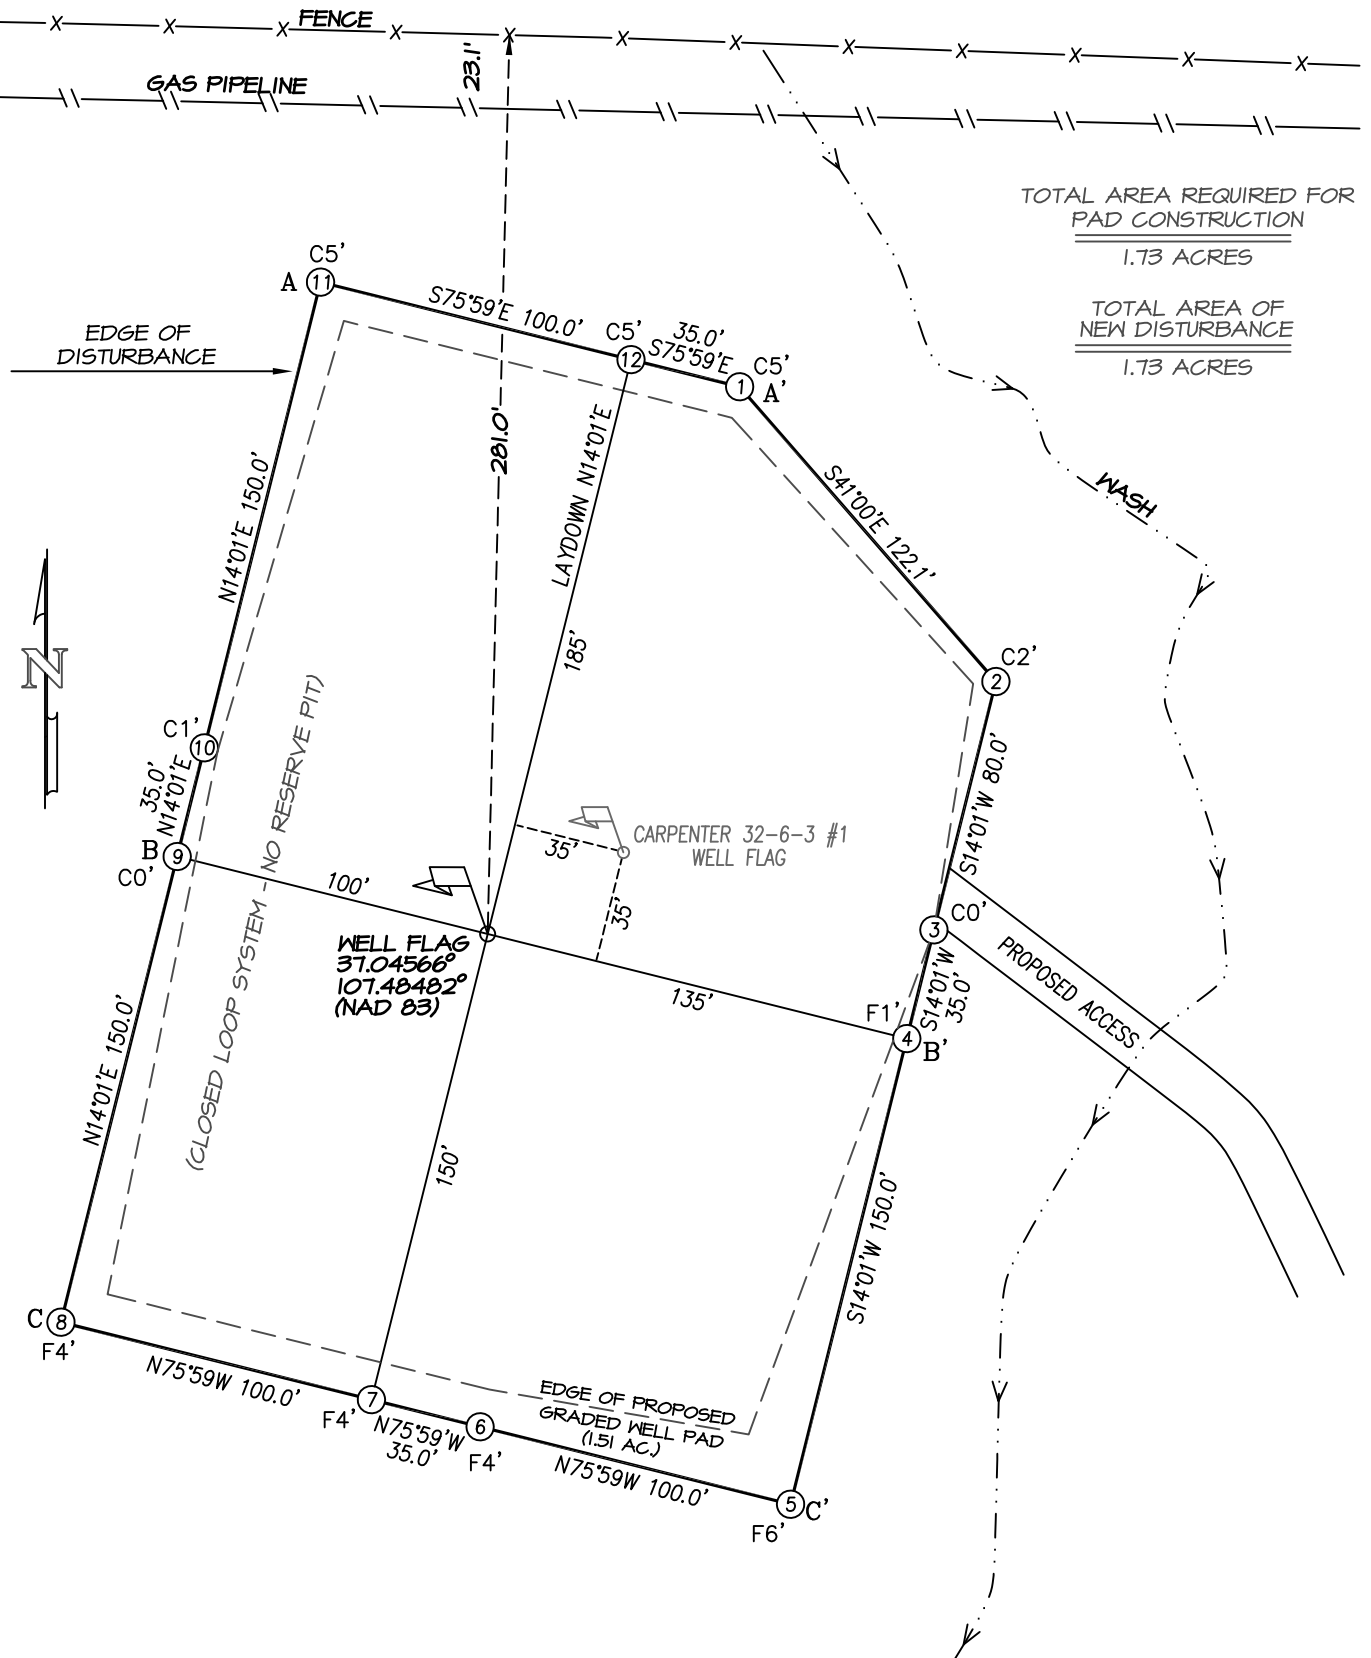 FENCE
23.1'
GAS PIPELINE
TOTAL AREA REQUIRED FOR
PAD CONSTRUCTION
1.73 ACRES
TOTAL AREA OF
NEW DISTURBANCE
1.73 ACRES
C5'
A 11
S75°59'E 100.0'
C5'
12
35.0'
S75°59'E
C5'
1
A'
EDGE OF
DISTURBANCE
281.0'
LAYDOWN N14°01'E
N14°01'E 150.0'
S41°00'E 122.1'
WASH
185'
C2'
2
N
C1'
10
35.0'
N14°01'E
B 9
C0'
(CLOSED LOOP SYSTEM - NO RESERVE PIT)
S14°01'W 80.0'
CARPENTER 32-6-3 #1
WELL FLAG
35'
35'
100'
C0'
3
WELL FLAG
37.04566°
107.48482°
(NAD 83)
135'
F1'
S14°01'W
35.0'
4
B'
PROPOSED ACCESS
N14°01'E 150.0'
150'
S14°01'W 150.0'
C 8
F4'
N75°59W 100.0'
7
F4'
N75°59'W
35.0'
6
F4'
EDGE OF PROPOSED
GRADED WELL PAD
(1.51 AC.)
N75°59W 100.0'
5 C'
F6'